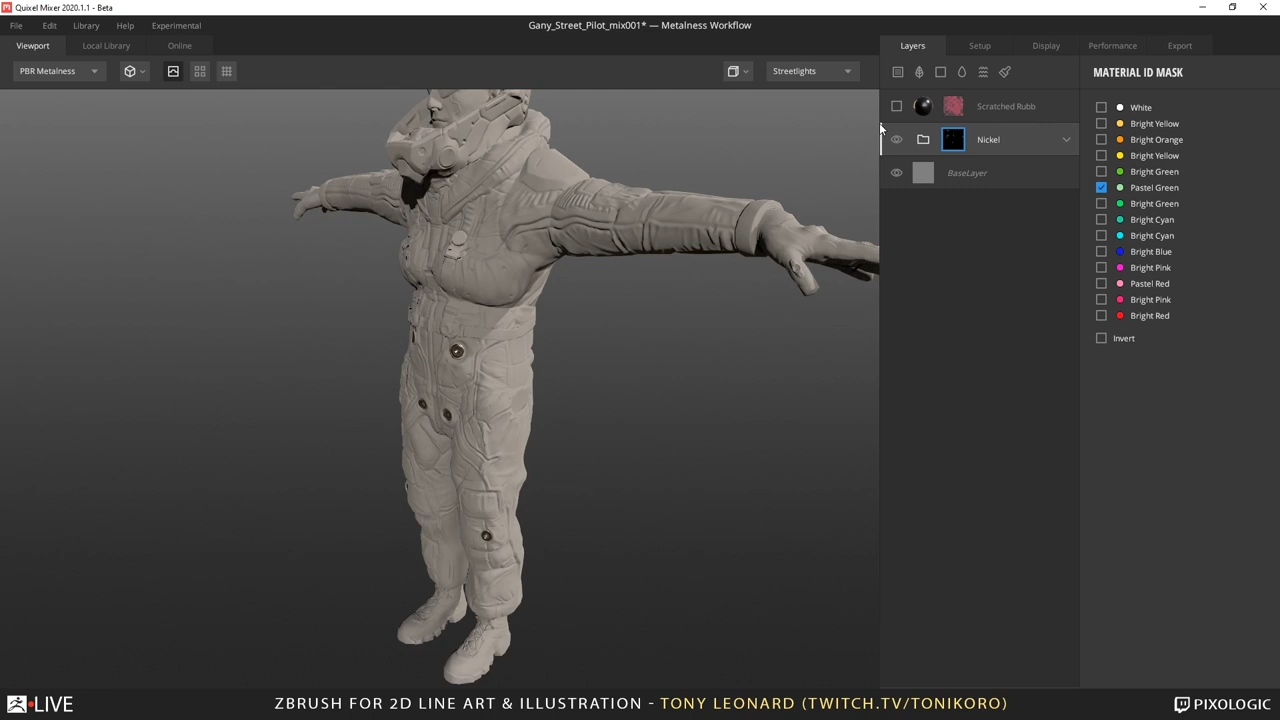 Quixel Mixer 2020.1.1 - Beta
File Edit Library Help Experimental
Gany_Street_Pilot_mix001* — Metalness Workflow
Viewport Local Library Online
Layers Setup Display Performance Export
PBR Metalness
Streetlights
MATERIAL ID MASK
Scratched Rubb
Nickel
BaseLayer
White
Bright Yellow
Bright Orange
Bright Yellow
Bright Green
Pastel Green
Bright Green
Bright Cyan
Bright Cyan
Bright Blue
Bright Pink
Pastel Red
Bright Pink
Bright Red
Invert
LIVE
ZBRUSH FOR 2D LINE ART & ILLUSTRATION - TONY LEONARD (TWITCH.TV/TONIKORO)
PIXOLOGIC